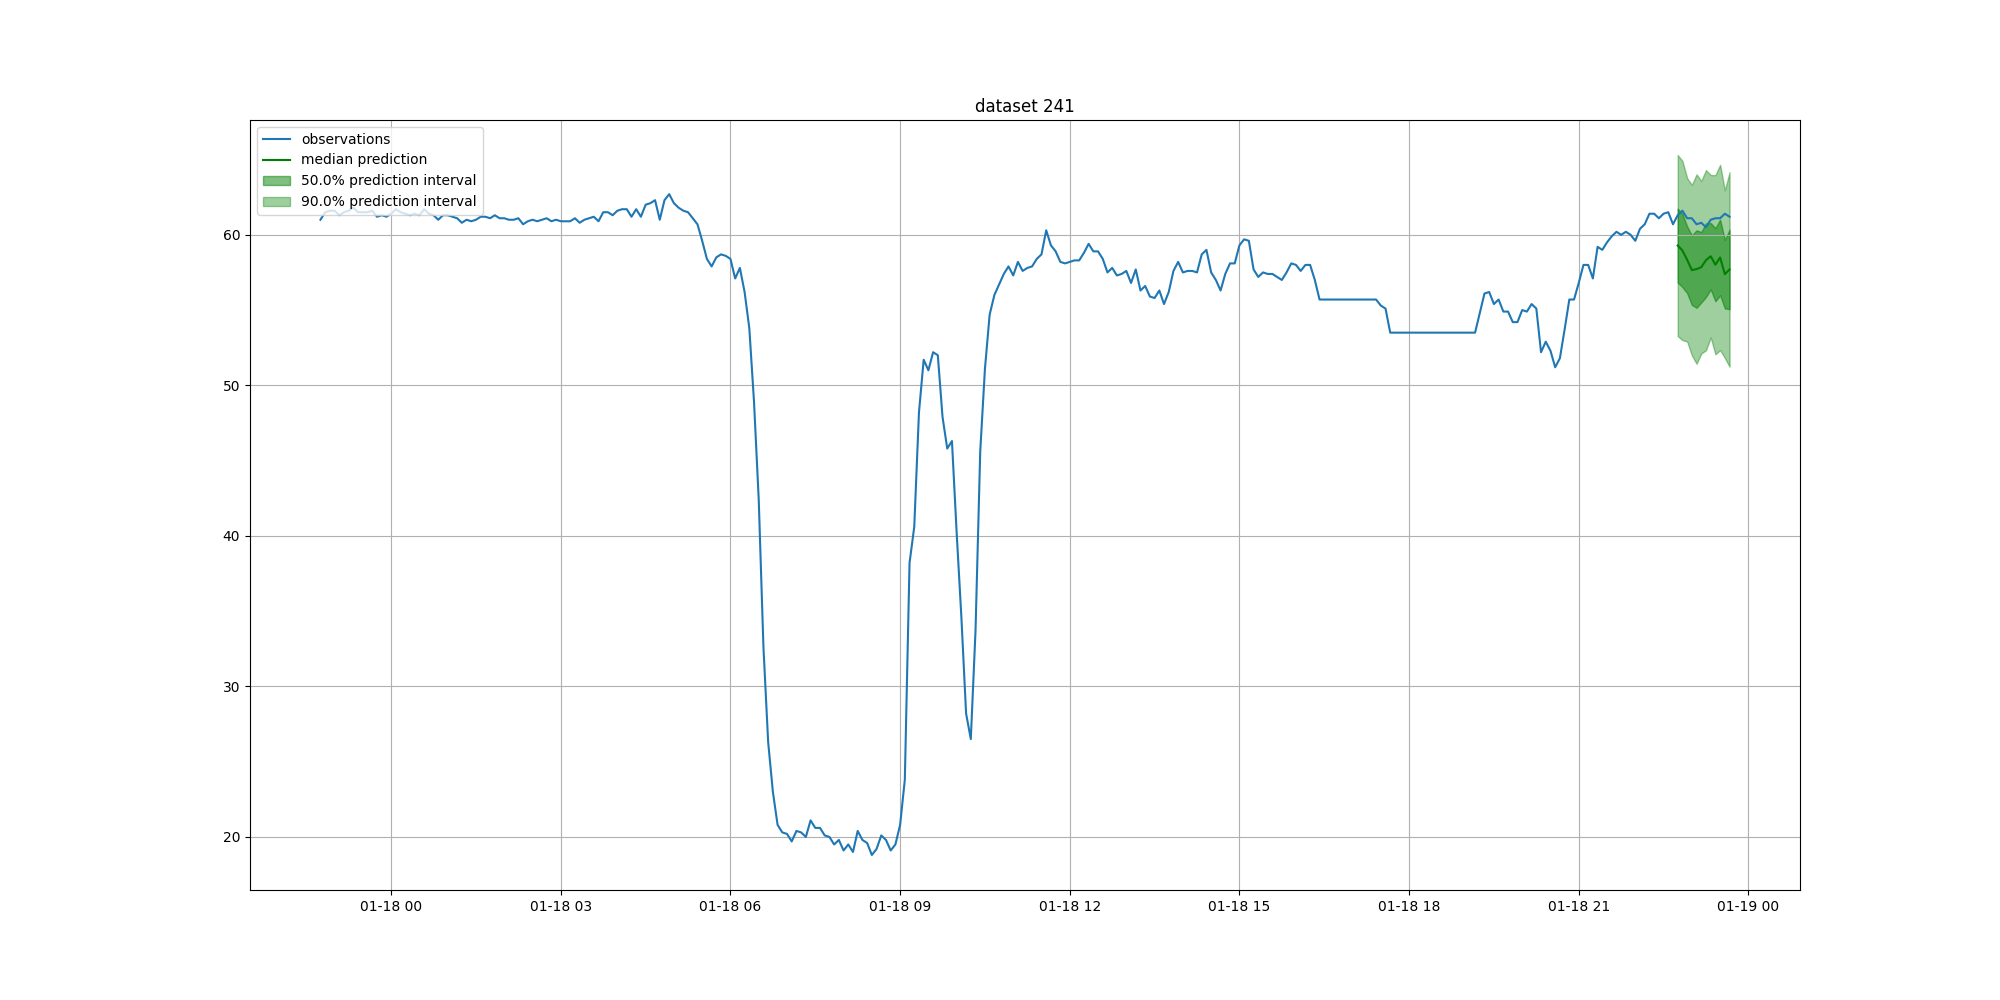 dataset 241
observations
median prediction
50.0% prediction interval
90.0% prediction interval
60
50
40
30
20
01-18 00
01-18 03
01-18 06
01-18 09
01-18 12
01-18 15
01-18 18
01-18 21
01-19 00